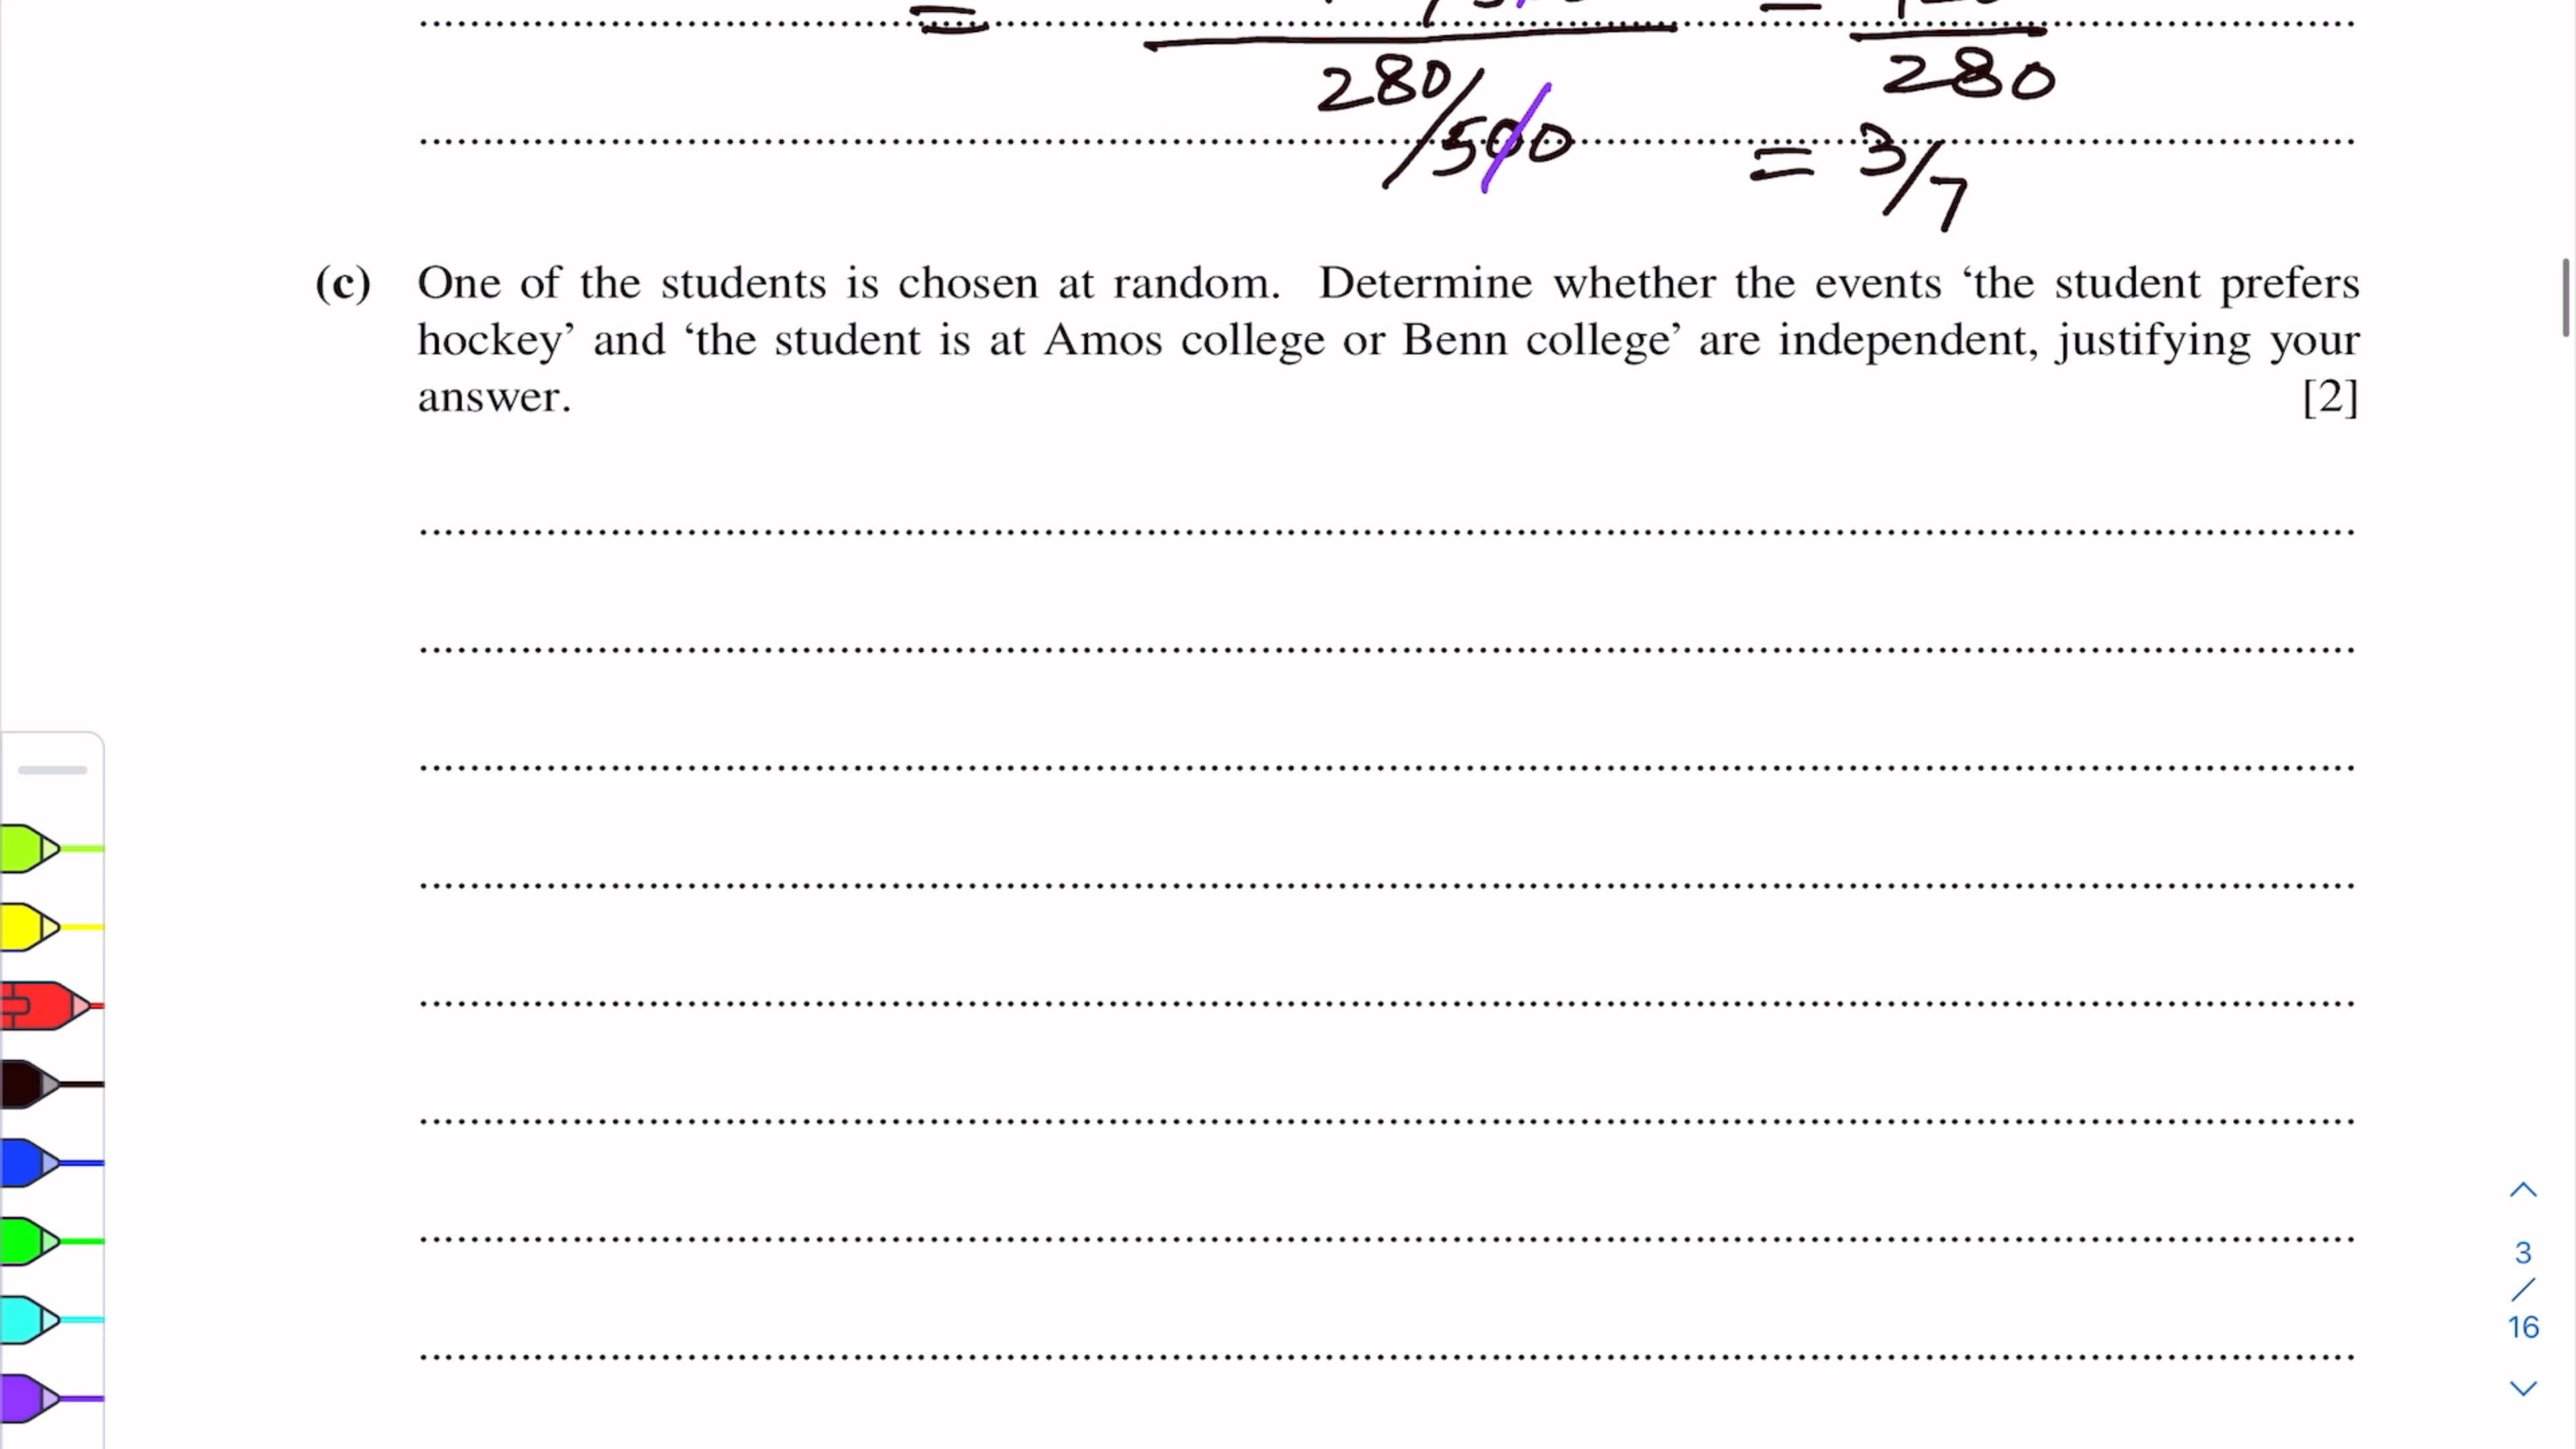 =
=
280/500
280
= 3/7
(c) One of the students is chosen at random. Determine whether the events ‘the student prefers
hockey’ and ‘the student is at Amos college or Benn college’ are independent, justifying your
answer. [2]
3
/
16